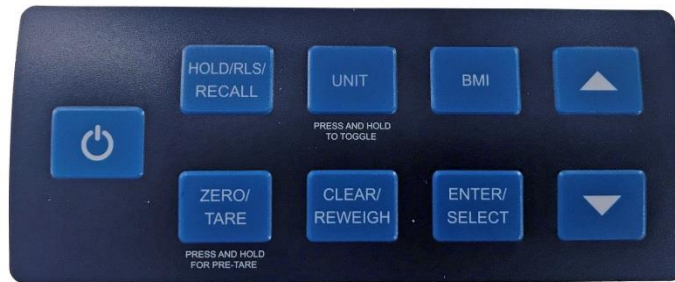 HOLD/RLS/
RECALL
UNIT
PRESS AND HOLD
TO TOGGLE
BMI
ZERO/
TARE
PRESS AND HOLD
FOR PRE-TARE
CLEAR/
REWEIGH
ENTER/
SELECT